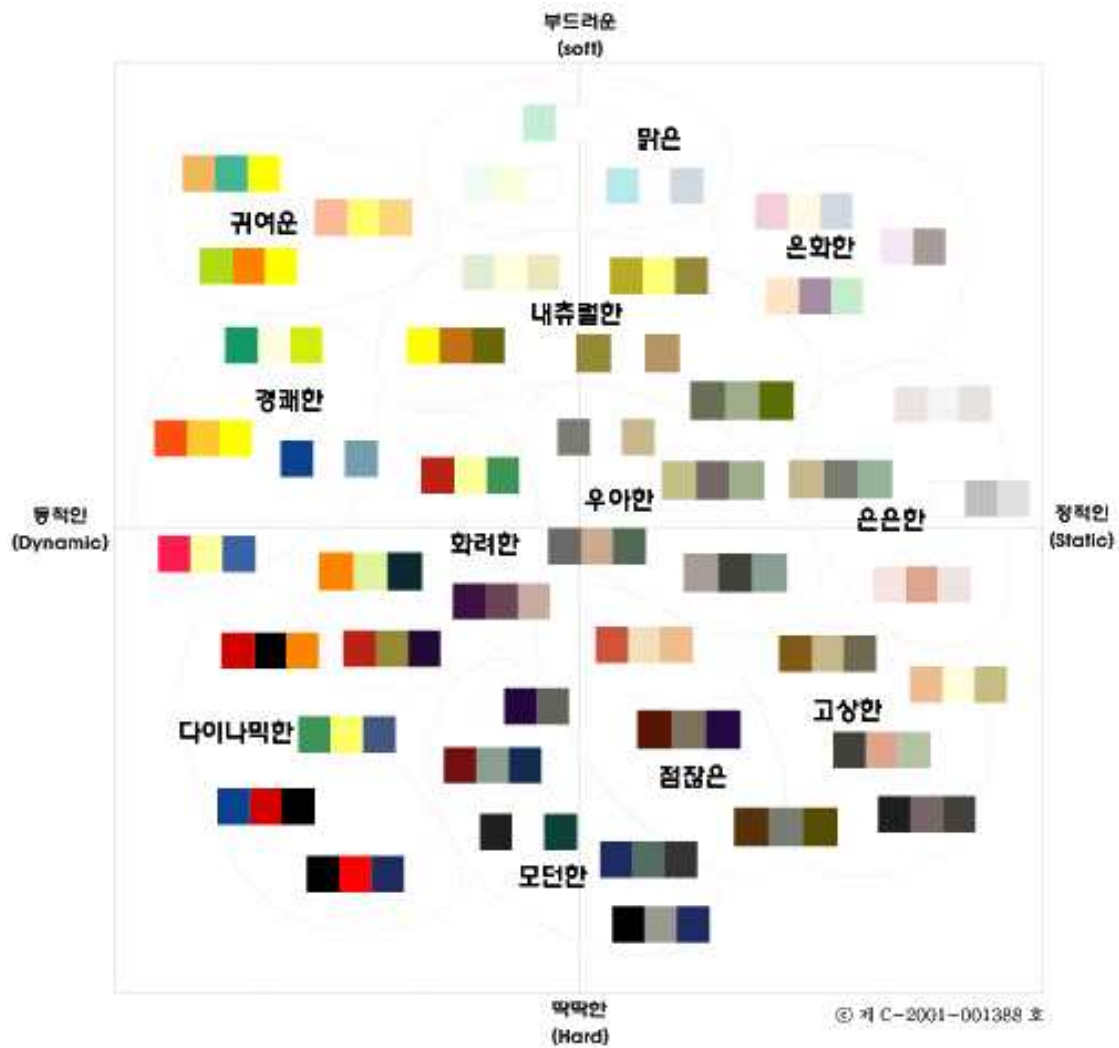 부드러운
(soft)
맑은
귀여운
온화한
내츄럴한
경쾌한
우아한
은은한
동적인
(Dynamic)
정적인
(Static)
화려한
고상한
다이나믹한
점잖은
모던한
딱딱한
(Hard)
ⓒ 제 C-2001-001388 호